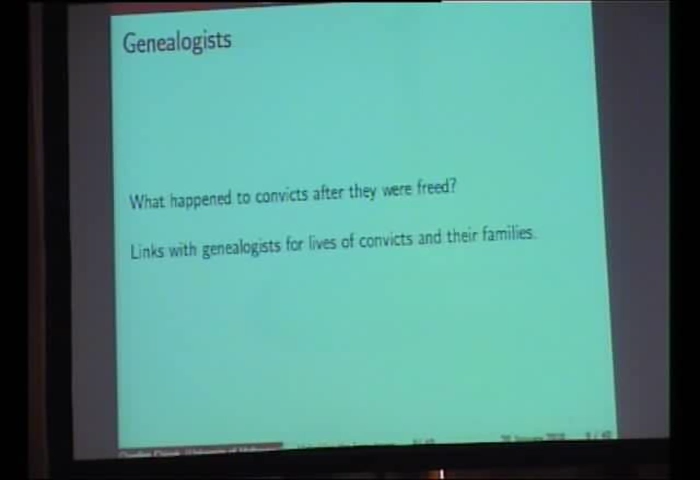 Genealogists
What happened to convicts after they were freed?
Links with genealogists for lives of convicts and their families.